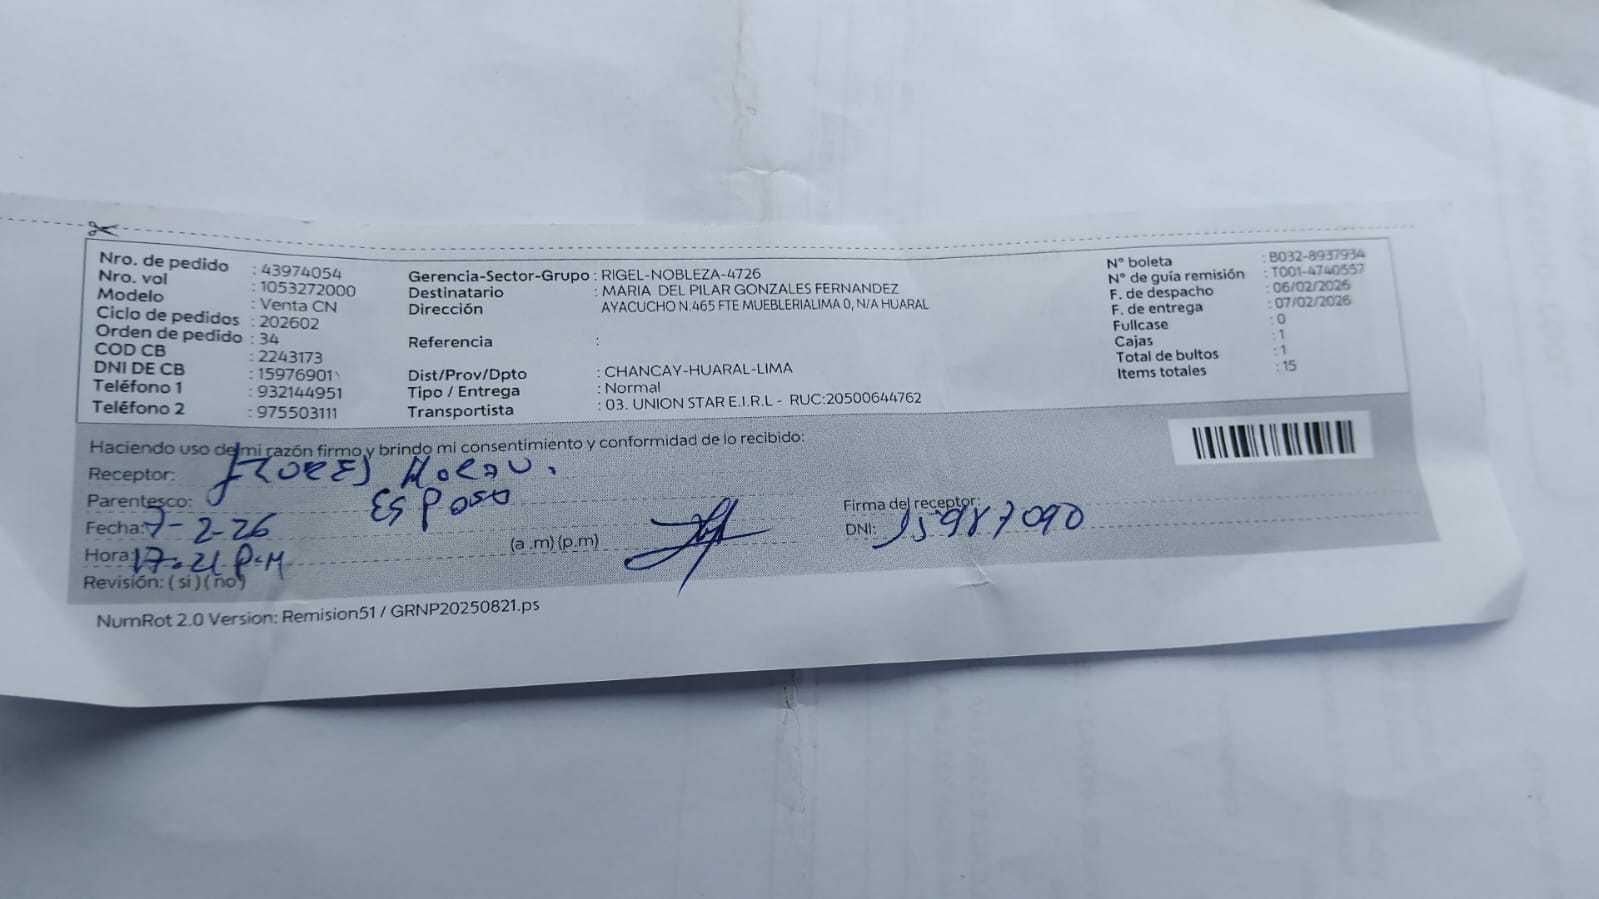 Nro. de pedido : 43974054
Nro. vol : 1053272000
Modelo : Venta CN
Ciclo de pedidos : 202602
Orden de pedido : 34
COD CB : 2243173
DNI DE CB : 15976901
Teléfono 1 : 932144951
Teléfono 2 : 975503111
Gerencia-Sector-Grupo : RIGEL-NOBLEZA-4726
Destinatario : MARIA DEL PILAR GONZALES FERNANDEZ
Dirección AYACUCHO N.465 FTE MUEBLERIALIMA 0, N/A HUARAL
Referencia :
Dist/Prov/Dpto : CHANCAY-HUARAL-LIMA
Tipo / Entrega : Normal
Transportista : 03. UNION STAR E.I.R.L - RUC:20500644762
N° boleta : B032-8937934
N° de guía remisión : T001-4740557
F. de despacho : 06/02/2026
F. de entrega : 07/02/2026
Fullcase : 0
Cajas : 1
Total de bultos : 1
Items totales : 15
Haciendo uso de mi razón firmo y brindo mi consentimiento y conformidad de lo recibido:
Receptor: FLORES
Parentesco: ESPOSO
Fecha: 7-2-26
Hora: 17:21 P.M (a .m) (p.m)
Firma del receptor:
DNI: 15987090
Revisión: ( si ) ( no )
NumRot 2.0 Version: Remision51 / GRNP20250821.ps